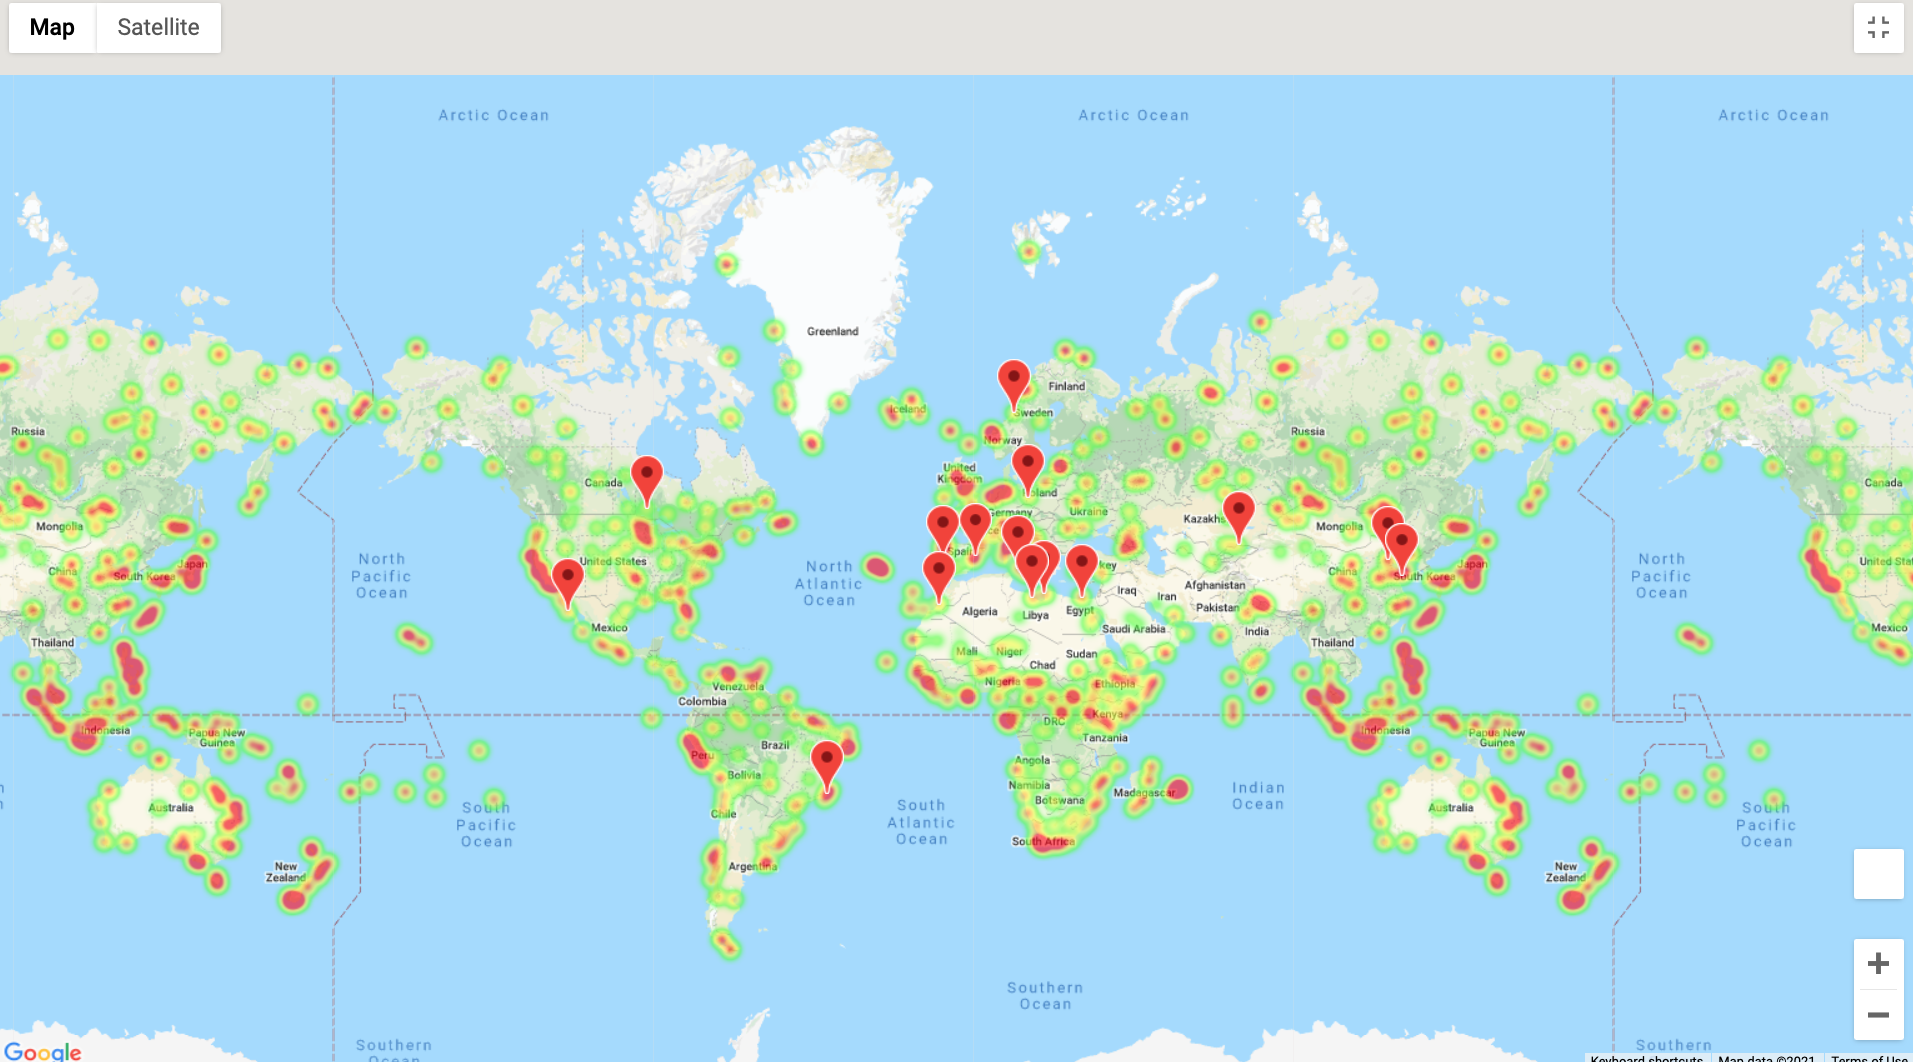 Map Satellite
Arctic Ocean
Arctic Ocean
Arctic Ocean
Greenland
Finland
Iceland
Sweden
Russia
Norway
Russia
United
Kingdom
Canada
Poland
Canada
Germany
Ukraine
Kazakhs
Mongolia
Mongolia
Spain
North
Pacific
Ocean
United States
North
Atlantic
Ocean
key
Japan
China
South Korea
Afghanistan
Iraq
Iran
Pakistan
China
South Korea
Japan
North
Pacific
Ocean
United Stat
Algeria
Libya
Egypt
Mexico
Saudi Arabia
India
Mexico
Thailand
Thailand
Mali
Niger
Chad
Sudan
Venezuela
Nigeria
Ethiopia
Colombia
Indonesia
Papua New
Guinea
DRC
Kenya
Indonesia
Papua New
Guinea
Brazil
Tanzania
Peru
Bolivia
Angola
Namibia
Botswana
Madagascar
Indian
Ocean
Australia
South
Pacific
Ocean
Chile
South
Atlantic
Ocean
Australia
South
Pacific
Ocean
South Africa
New
Zealand
Argentina
New
Zealand
Southern
Ocean
Southern
Ocean
Southern
Google
Keyboard shortcuts Map data ©2021 Terms of Use